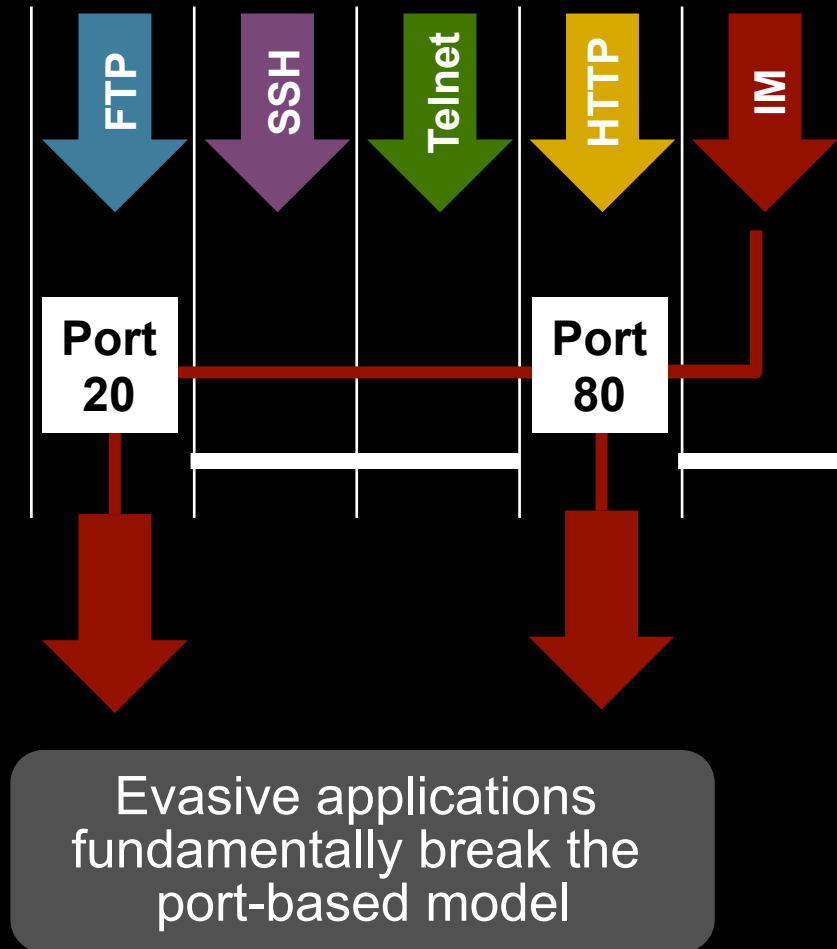 FTP
SSH
Telnet
HTTP
IM
Port
20
Port
80
Evasive applications
fundamentally break the
port-based model